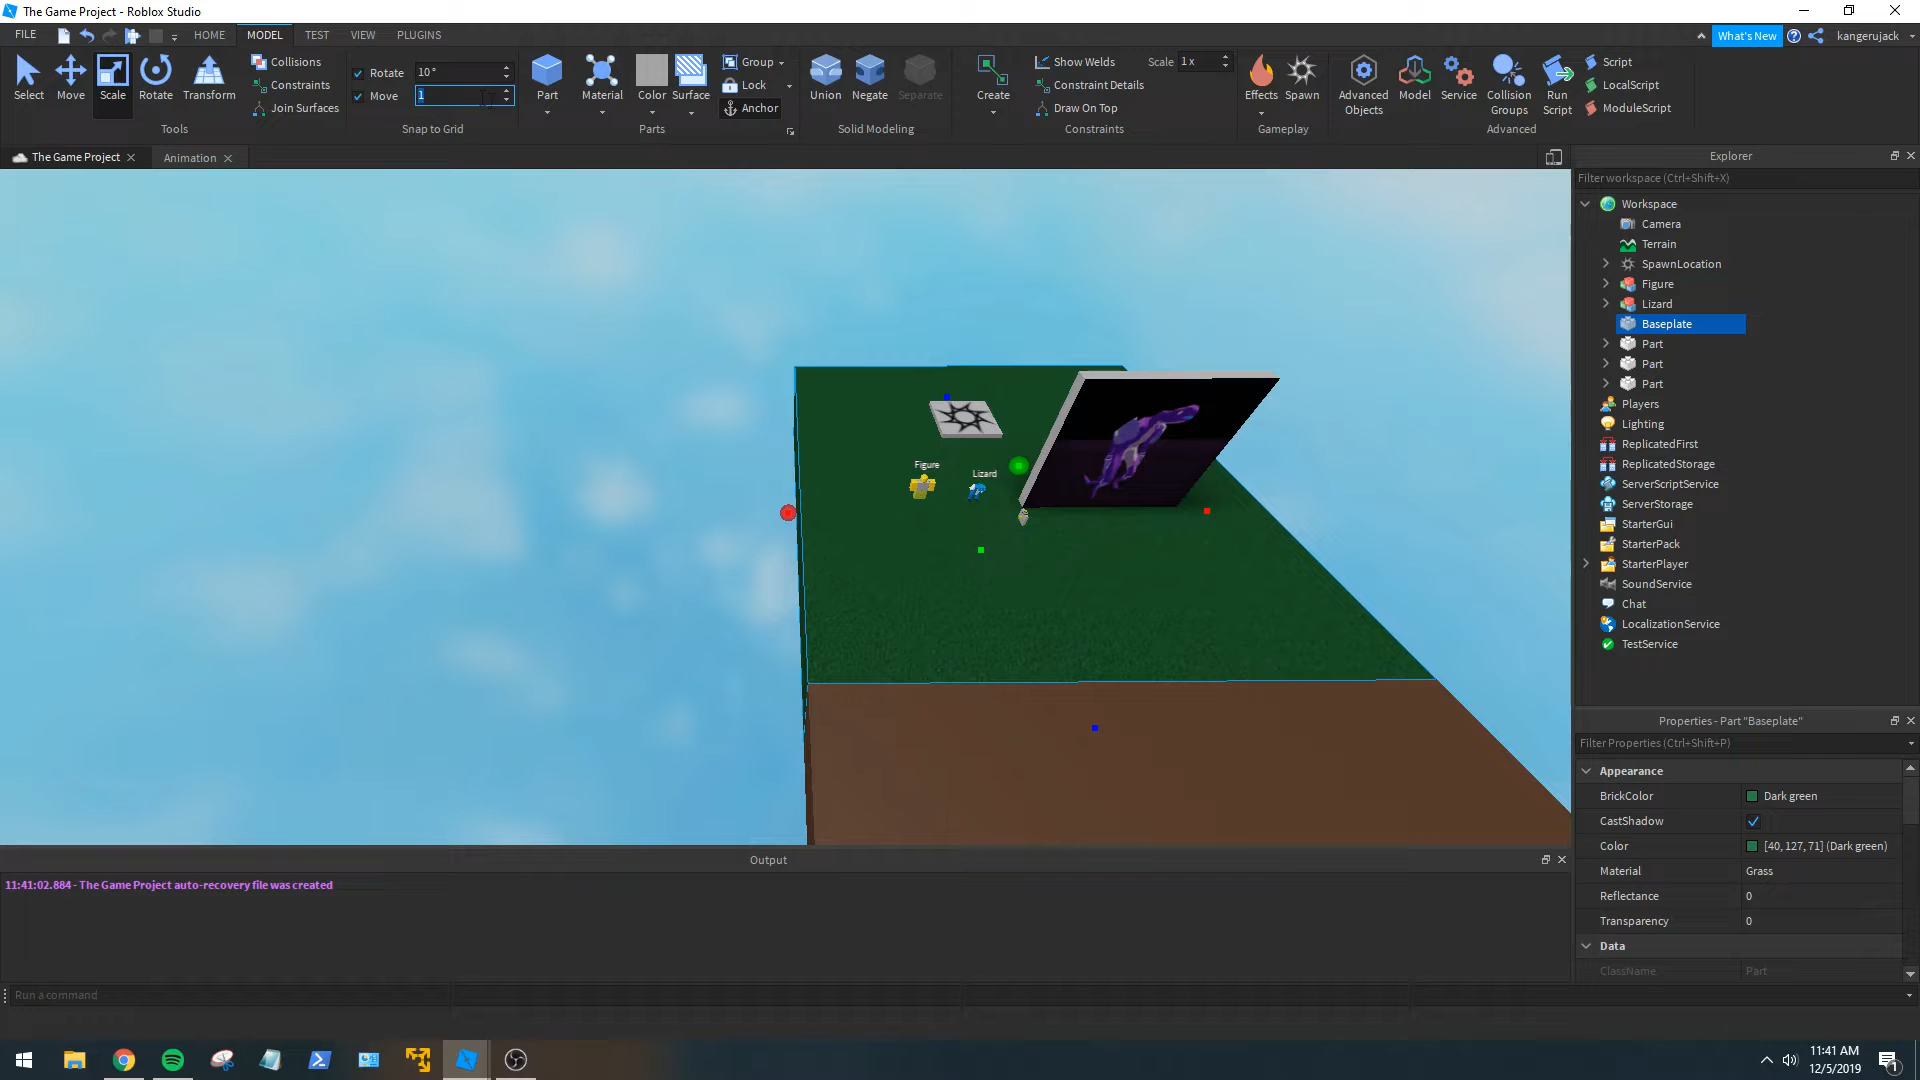 The Game Project - Roblox Studio
FILE
HOME
MODEL
TEST
VIEW
PLUGINS
What's New
kangerujack
Select
Move
Scale
Rotate
Transform
Tools
Collisions
Constraints
Join Surfaces
Rotate
10°
Move
1
Snap to Grid
Part
Material
Color
Surface
Parts
Group
Lock
Anchor
Union
Negate
Separate
Solid Modeling
Create
Show Welds
Constraint Details
Draw On Top
Scale
1 x
Constraints
Effects
Spawn
Gameplay
Advanced Objects
Model
Service
Collision Groups
Run Script
Script
LocalScript
ModuleScript
Advanced
The Game Project
Animation
Figure
Lizard
Explorer
Filter workspace (Ctrl+Shift+X)
Workspace
Camera
Terrain
SpawnLocation
Figure
Lizard
Baseplate
Part
Part
Part
Players
Lighting
ReplicatedFirst
ReplicatedStorage
ServerScriptService
ServerStorage
StarterGui
StarterPack
StarterPlayer
SoundService
Chat
LocalizationService
TestService
Properties - Part "Baseplate"
Filter Properties (Ctrl+Shift+P)
Appearance
BrickColor
Dark green
CastShadow
Color
[40, 127, 71] (Dark green)
Material
Grass
Reflectance
0
Transparency
0
Data
ClassName
Part
Output
11:41:02.884 - The Game Project auto-recovery file was created
Run a command
11:41 AM
12/5/2019
1